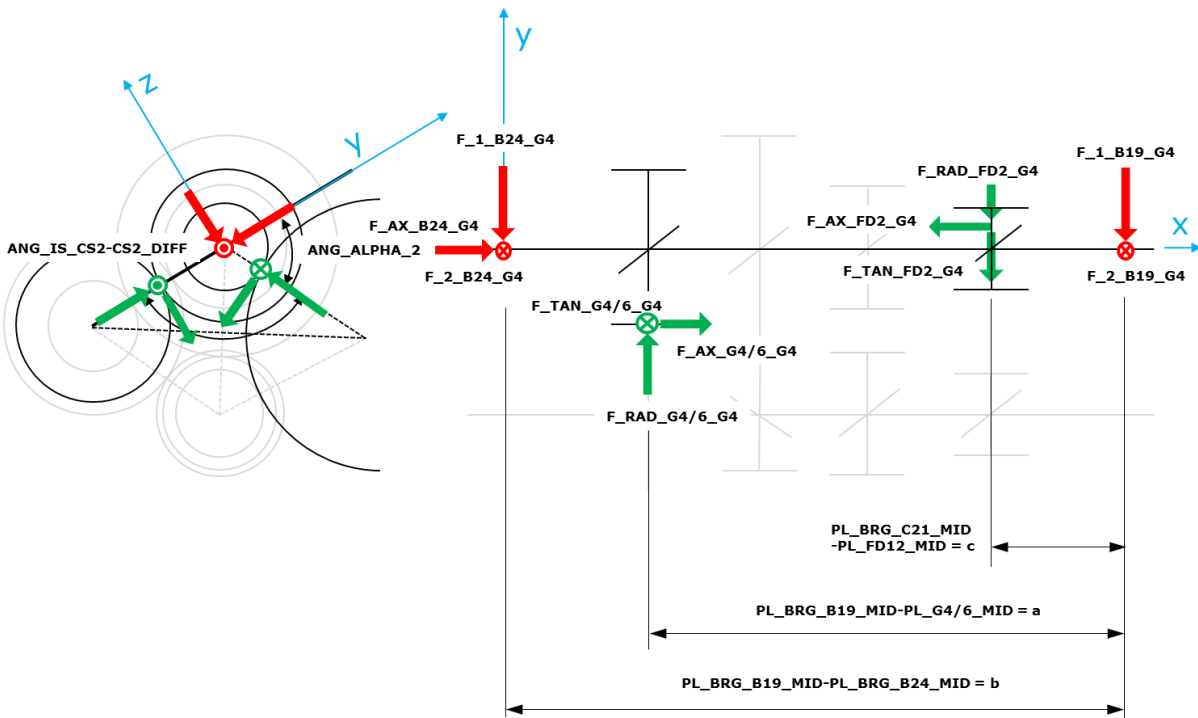 y
z
y
F_1_B24_G4
F_1_B19_G4
F_RAD_FD2_G4
F_AX_B24_G4
F_AX_FD2_G4
ANG_IS_CS2-CS2_DIFF
ANG_ALPHA_2
x
F_2_B24_G4
F_TAN_FD2_G4
F_2_B19_G4
F_TAN_G4/6_G4
F_AX_G4/6_G4
F_RAD_G4/6_G4
PL_BRG_C21_MID
-PL_FD12_MID = c
PL_BRG_B19_MID-PL_G4/6_MID = a
PL_BRG_B19_MID-PL_BRG_B24_MID = b